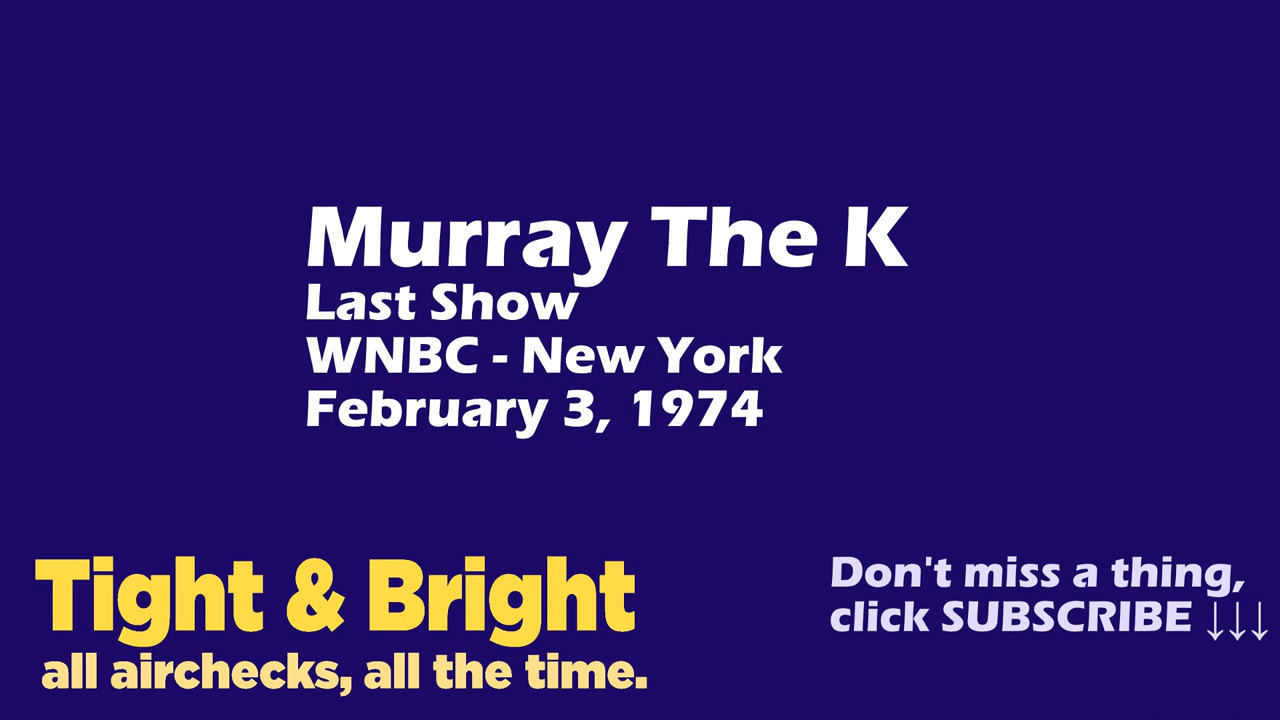 Murray The K
Last Show
WNBC - New York
February 3, 1974
Tight & Bright
all airchecks, all the time.
Don't miss a thing,
click SUBSCRIBE ↓↓↓